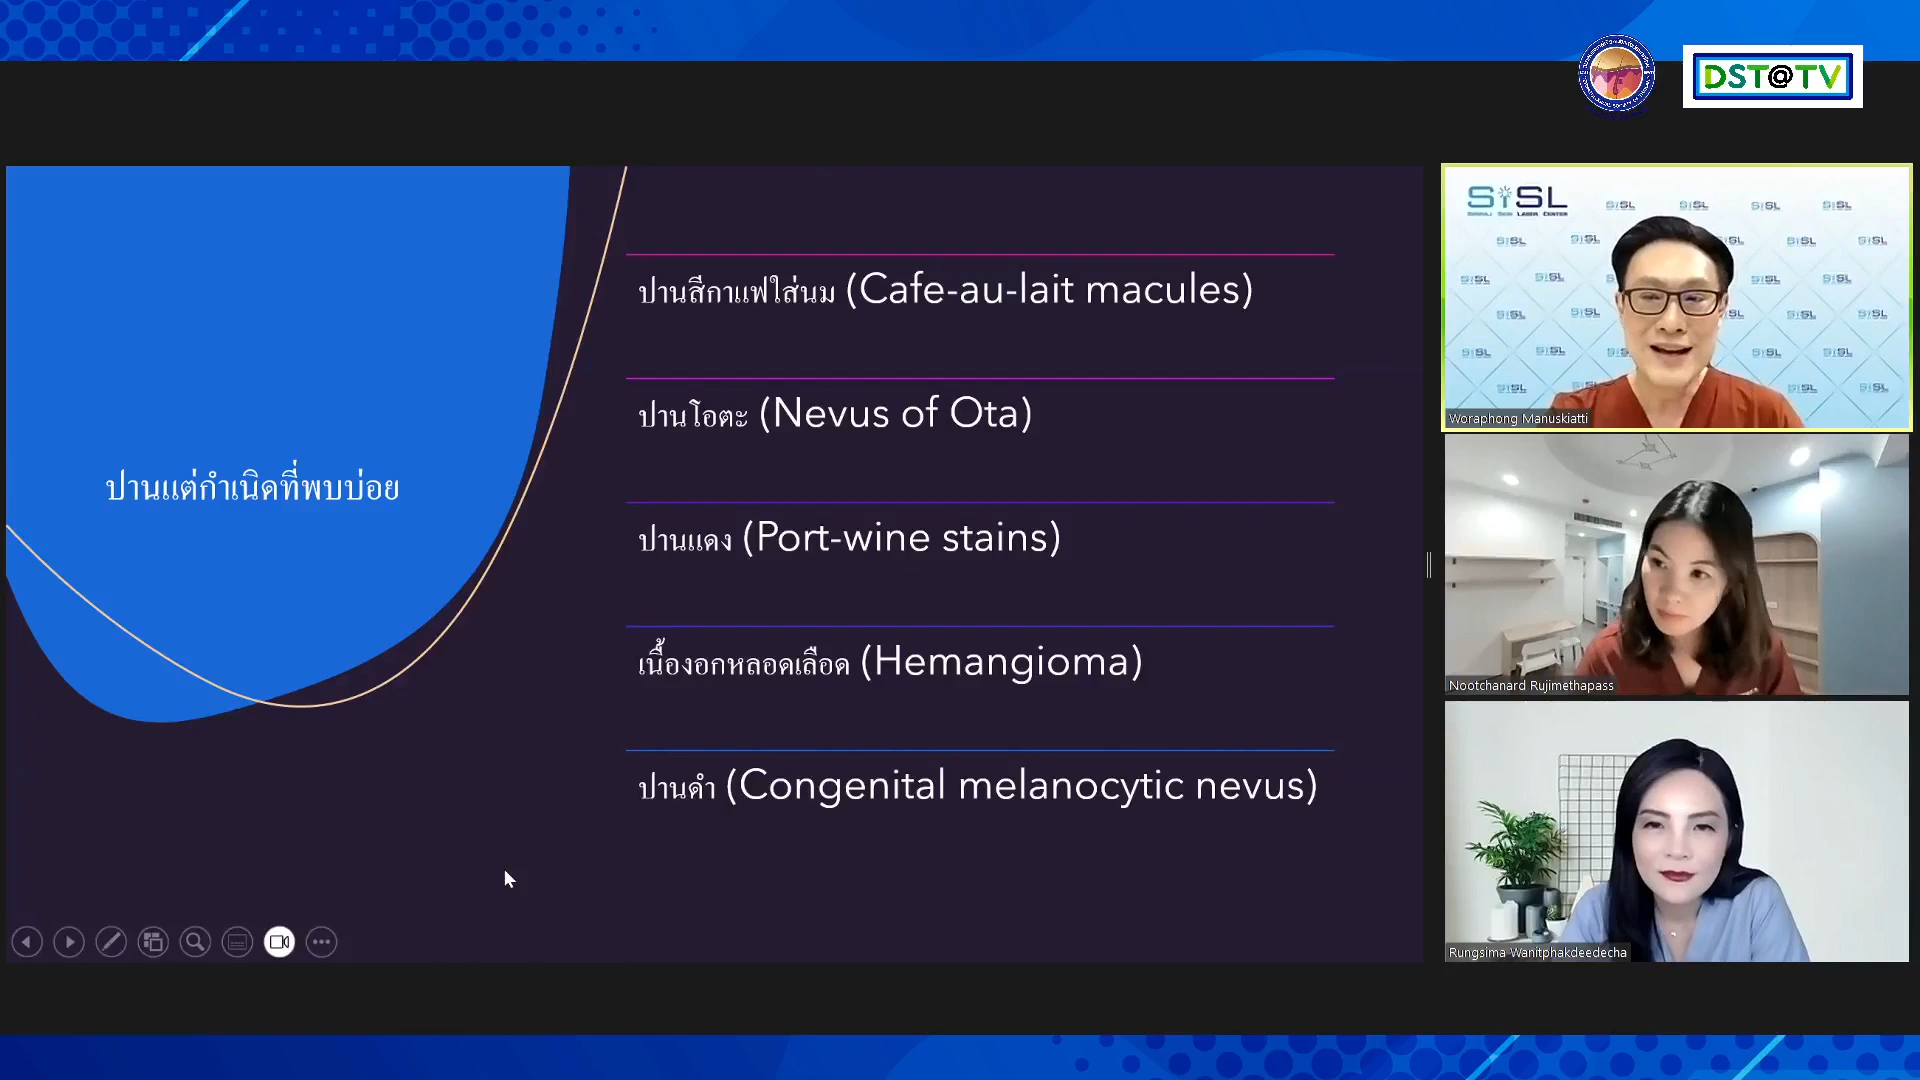 DST@TV
SiSL
SIRIRAJ SKIN LASER CENTER
ปานแต่กำเนิดที่พบบ่อย
ปานสีกาแฟใส่นม (Cafe-au-lait macules)
ปานโอตะ (Nevus of Ota)
ปานแดง (Port-wine stains)
เนื้องอกหลอดเลือด (Hemangioma)
ปานดำ (Congenital melanocytic nevus)
Woraphong Manuskiatti
Nootchanard Rujimethapass
Rungsima Wanitphakdeedecha